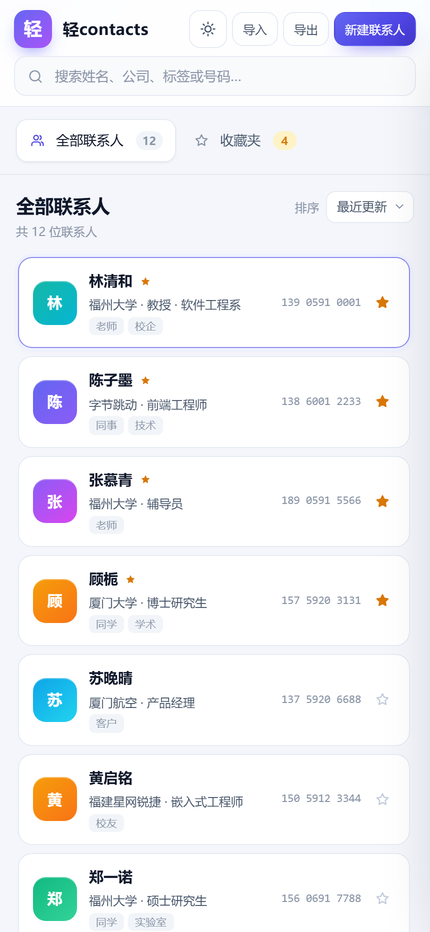 轻 轻contacts 导入 导出 新建联系人
搜索姓名、公司、标签或号码...
全部联系人 12 收藏夹 4
全部联系人 排序 最近更新
共 12 位联系人
林 林清和
福州大学 · 教授 · 软件工程系 139 0591 0001
老师 校企
陈 陈子墨
字节跳动 · 前端工程师 138 6001 2233
同事 技术
张 张慕青
福州大学 · 辅导员 189 0591 5566
老师
顾 顾栀
厦门大学 · 博士研究生 157 5920 3131
同学 学术
苏 苏晚晴
厦门航空 · 产品经理 137 5920 6688
客户
黄 黄启铭
福建星网锐捷 · 嵌入式工程师 150 5912 3344
校友
郑 郑一诺
福州大学 · 硕士研究生 156 0691 7788
同学 实验室